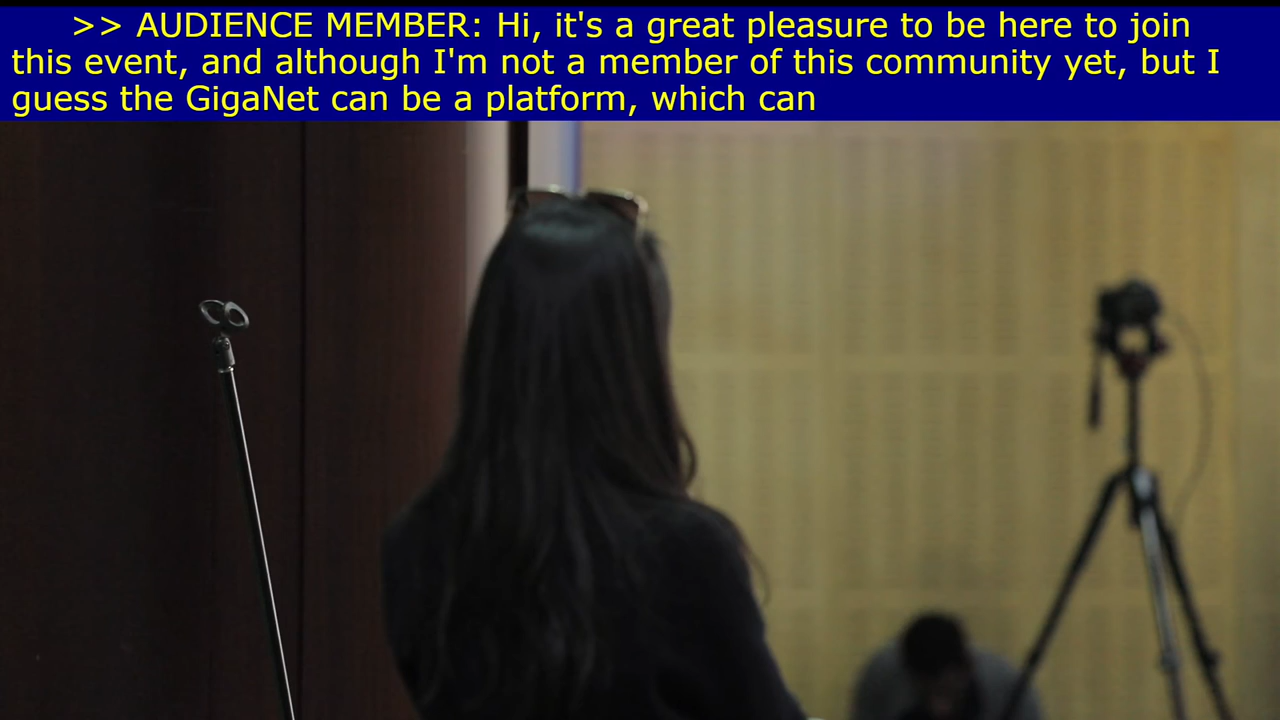 >> AUDIENCE MEMBER: Hi, it's a great pleasure to be here to join
this event, and although I'm not a member of this community yet, but I
guess the GigaNet can be a platform, which can